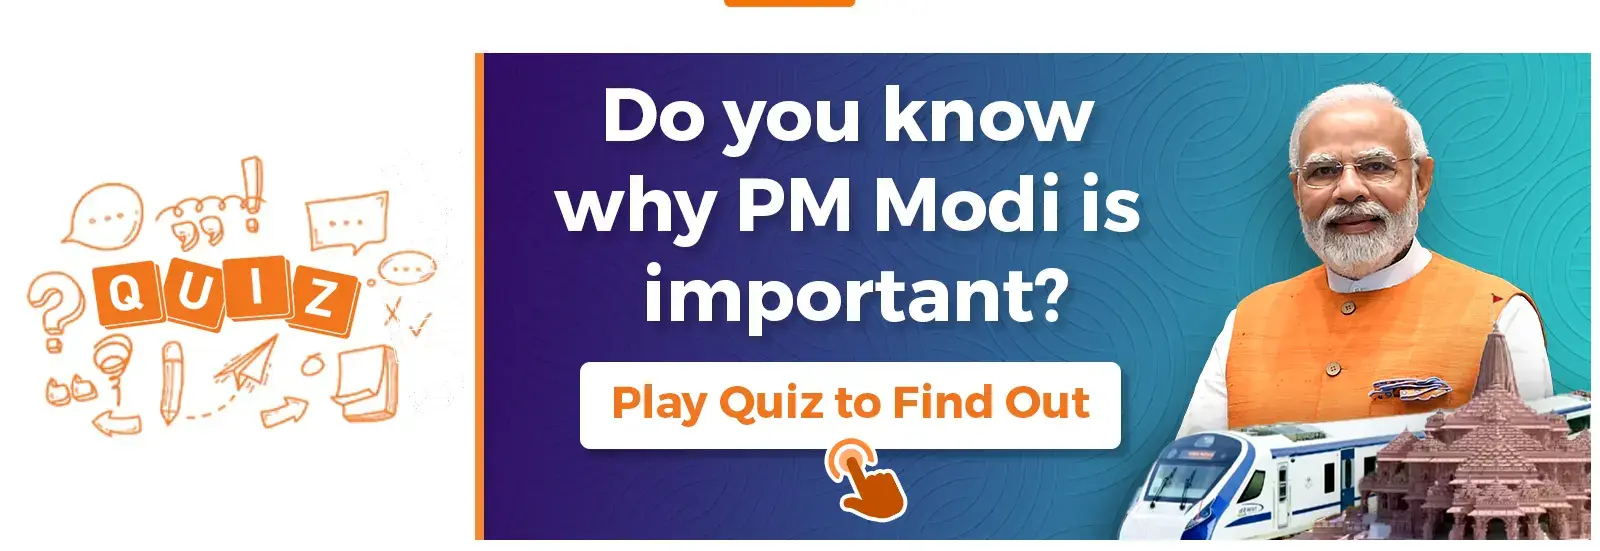 QUIZ
Do you know
why PM Modi is
important?
Play Quiz to Find Out